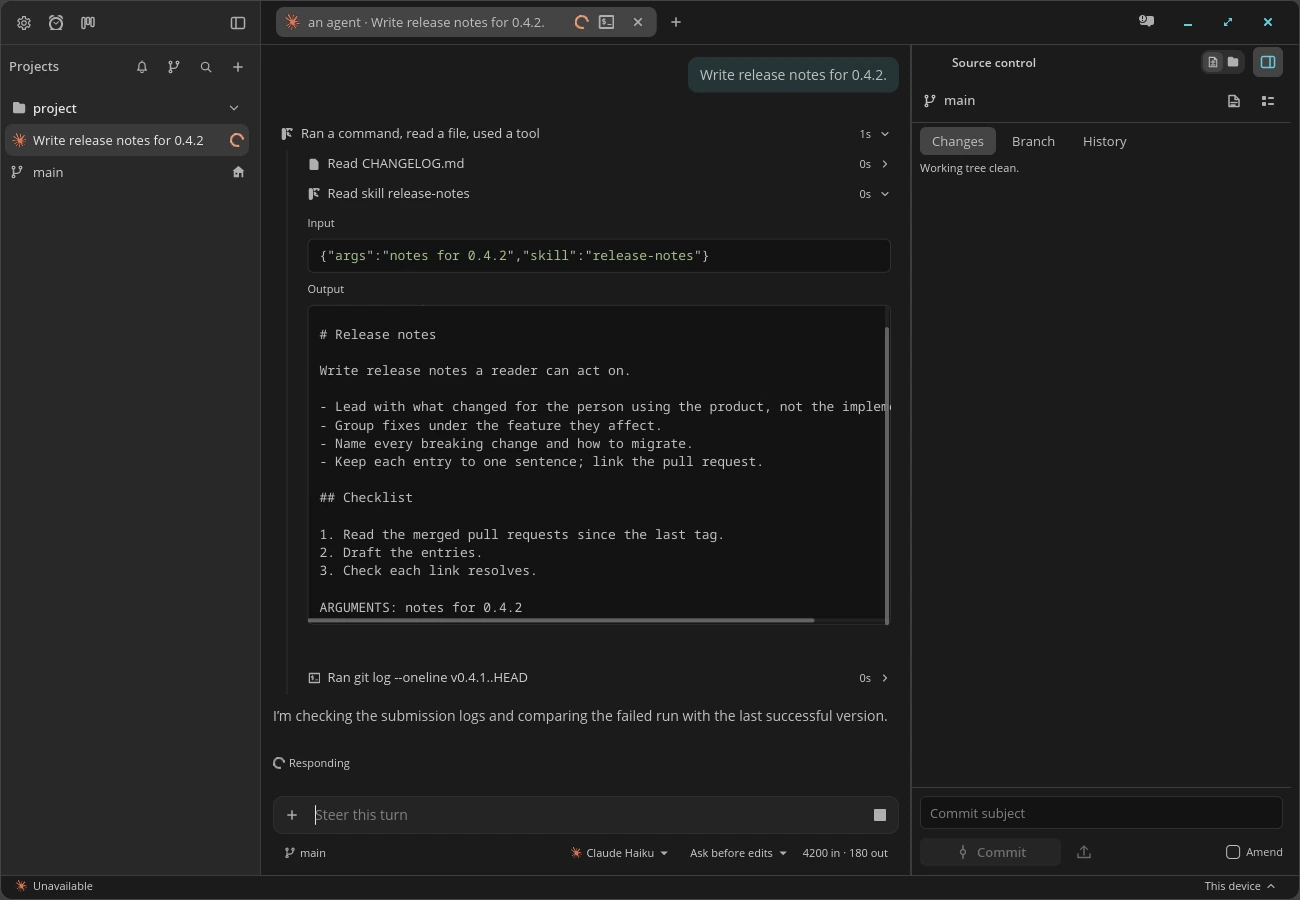 an agent · Write release notes for 0.4.2.
Projects
project
Write release notes for 0.4.2
main
Write release notes for 0.4.2.
Ran a command, read a file, used a tool
1s
Read CHANGELOG.md
0s
Read skill release-notes
0s
Input
{"args":"notes for 0.4.2","skill":"release-notes"}
Output
# Release notes
Write release notes a reader can act on.
- Lead with what changed for the person using the product, not the implem
- Group fixes under the feature they affect.
- Name every breaking change and how to migrate.
- Keep each entry to one sentence; link the pull request.
## Checklist
1. Read the merged pull requests since the last tag.
2. Draft the entries.
3. Check each link resolves.
ARGUMENTS: notes for 0.4.2
Ran git log --oneline v0.4.1..HEAD
0s
I'm checking the submission logs and comparing the failed run with the last successful version.
Responding
Steer this turn
main
Claude Haiku
Ask before edits
4200 in · 180 out
Source control
main
Changes
Branch
History
Working tree clean.
Commit subject
Commit
Amend
Unavailable
This device